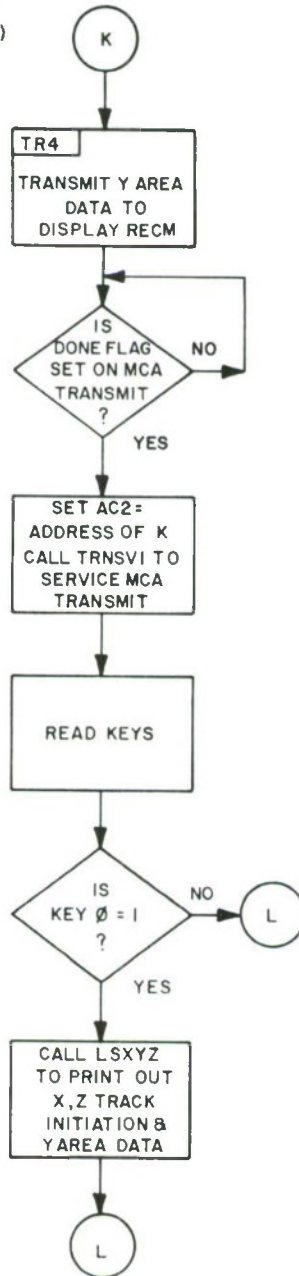 )
K
TR4
TRANSMIT Y AREA
DATA TO
DISPLAY RECM
IS
DONE FLAG
SET ON MCA
TRANSMIT
?
NO
YES
SET AC2=
ADDRESS OF K
CALL TRNSVI TO
SERVICE MCA
TRANSMIT
READ KEYS
IS
KEY Ø = I
?
NO
L
YES
CALL LSXYZ
TO PRINT OUT
X,Z TRACK
INITIATION &
YAREA DATA
L